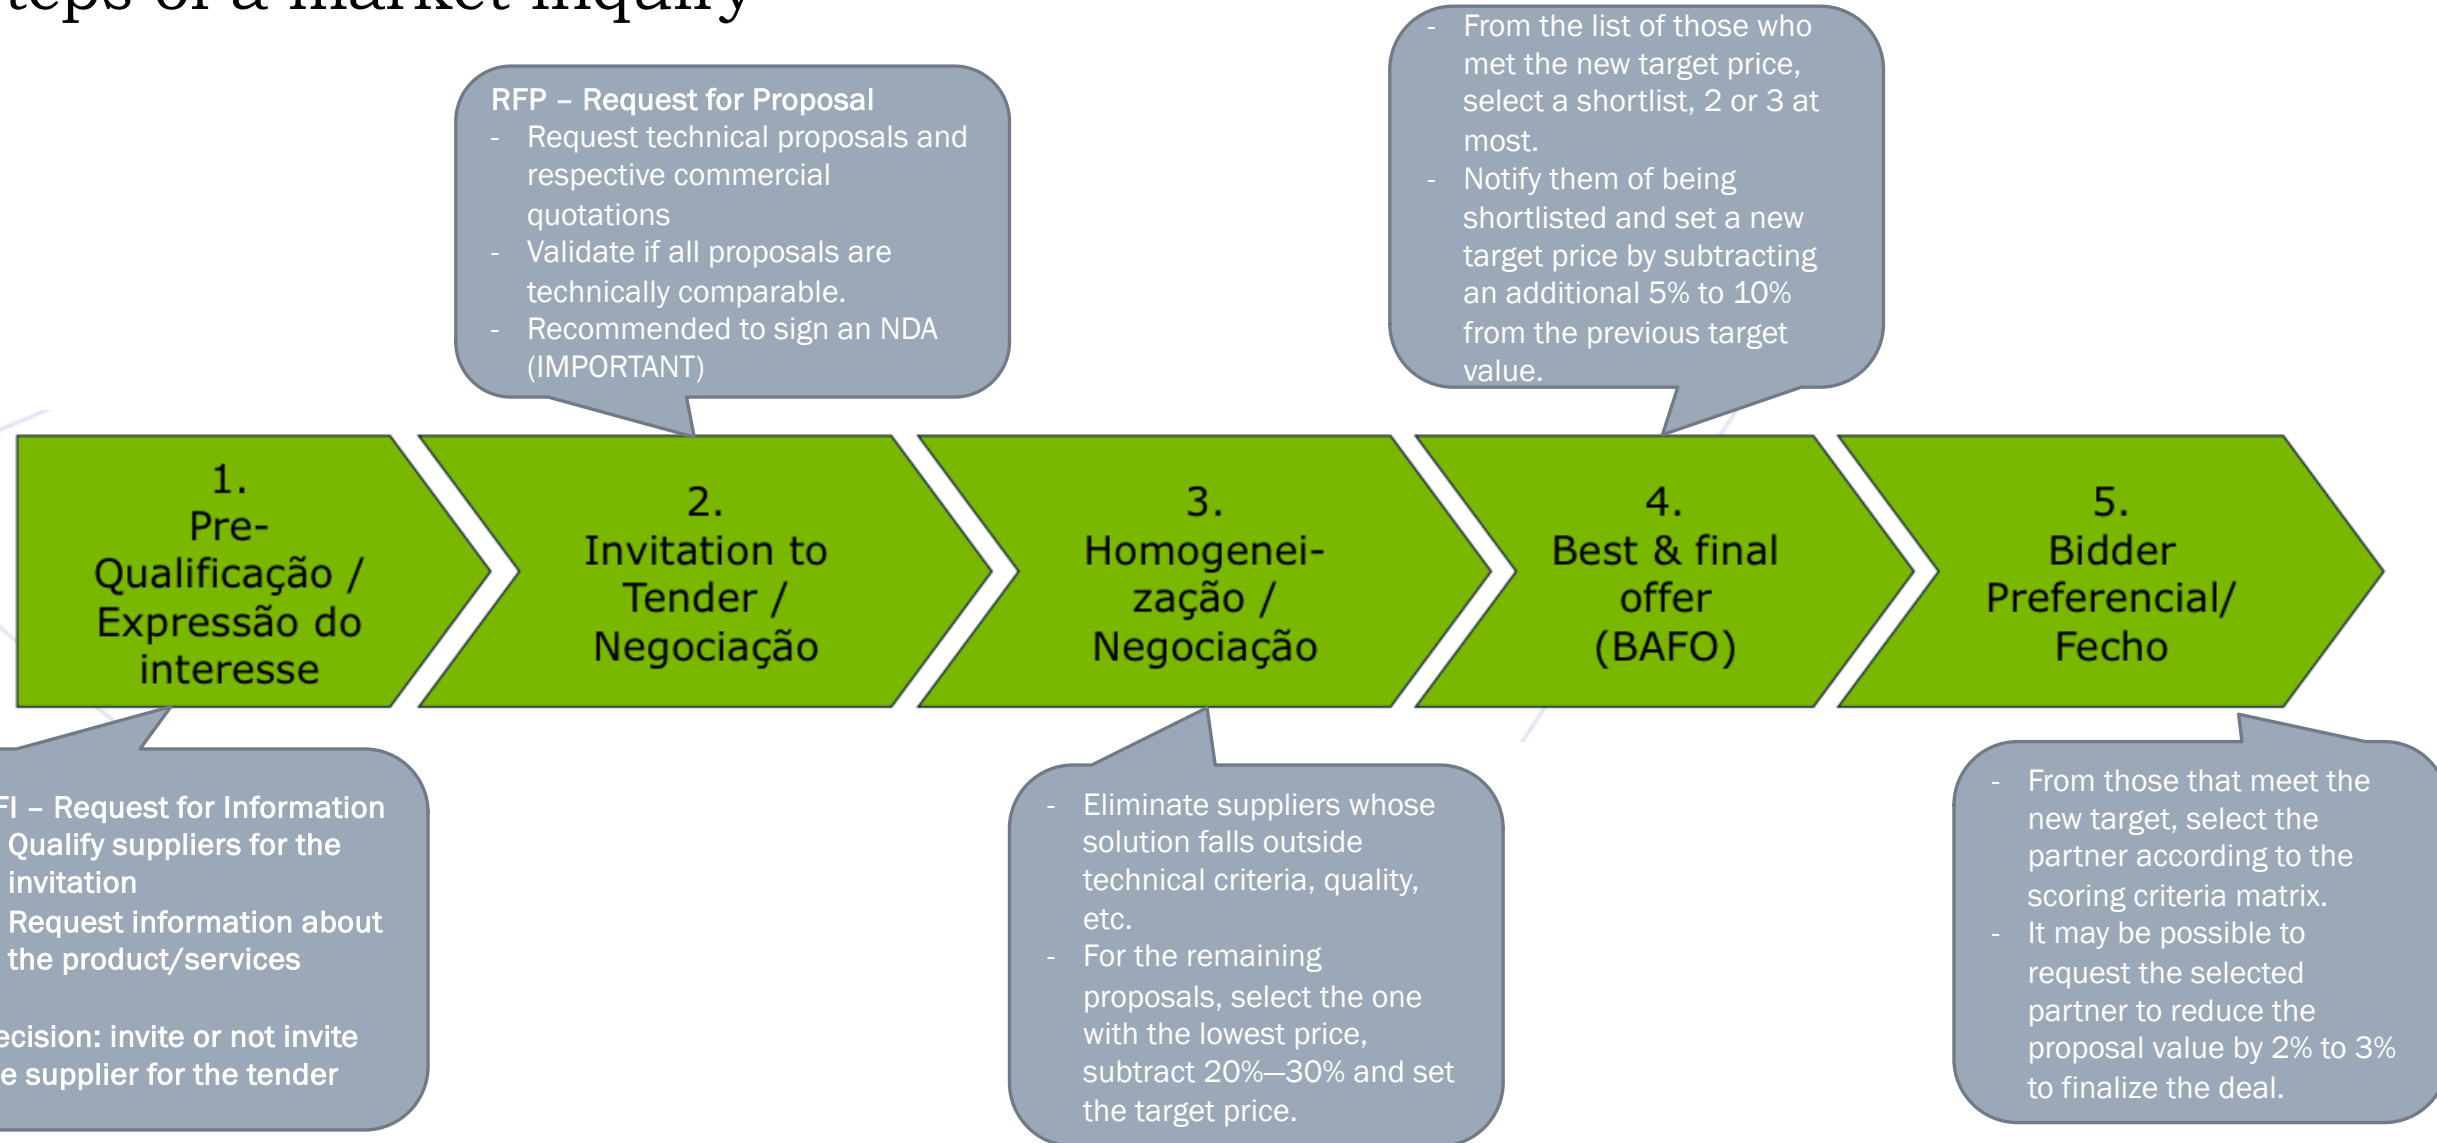 teps of a market inquiry
RFP – Request for Proposal
- Request technical proposals and
respective commercial
quotations
- Validate if all proposals are
technically comparable.
- Recommended to sign an NDA
(IMPORTANT)
- From the list of those who
met the new target price,
select a shortlist, 2 or 3 at
most.
- Notify them of being
shortlisted and set a new
target price by subtracting
an additional 5% to 10%
from the previous target
value.
1.
Pre-
Qualificação /
Expressão do
interesse
2.
Invitation to
Tender /
Negociação
3.
Homogenei-
zação /
Negociação
4.
Best & final
offer
(BAFO)
5.
Bidder
Preferencial/
Fecho
FI – Request for Information
Qualify suppliers for the
invitation
Request information about
the product/services
ecision: invite or not invite
e supplier for the tender
- Eliminate suppliers whose
solution falls outside
technical criteria, quality,
etc.
- For the remaining
proposals, select the one
with the lowest price,
subtract 20%—30% and set
the target price.
- From those that meet the
new target, select the
partner according to the
scoring criteria matrix.
- It may be possible to
request the selected
partner to reduce the
proposal value by 2% to 3%
to finalize the deal.